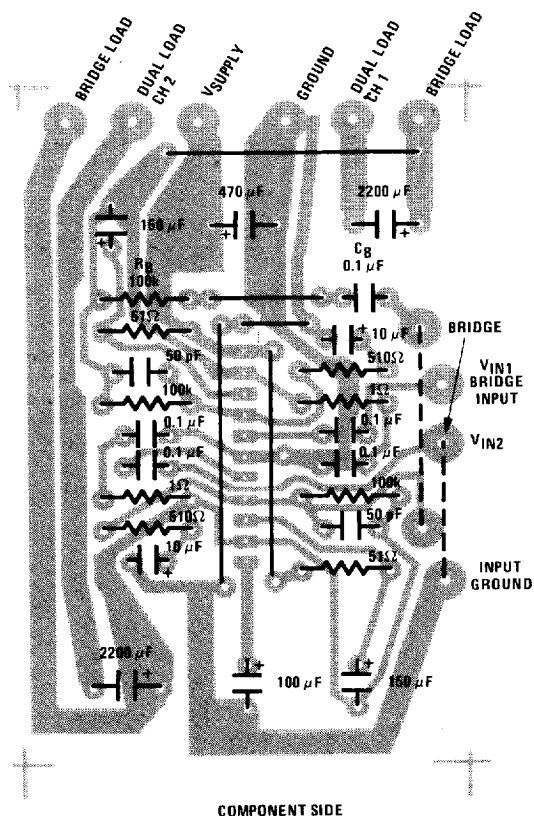 BRIDGE LOAD
DUAL LOAD
CH 2
VSUPPLY
GROUND
DUAL LOAD
CH 1
BRIDGE LOAD
470 μF
2200 μF
150 μF
+
+
+
CB
0.1 μF
RB
100k
51Ω
10 μF
+
BRIDGE
50 pF
510Ω
VIN1
BRIDGE
INPUT
100k
1Ω
0.1 μF
0.1 μF
VIN2
0.1 μF
0.1 μF
1Ω
100k
510Ω
50 pF
10 μF
+
51Ω
INPUT
GROUND
2200 μF
+
+
100 μF
+
150 μF
COMPONENT SIDE